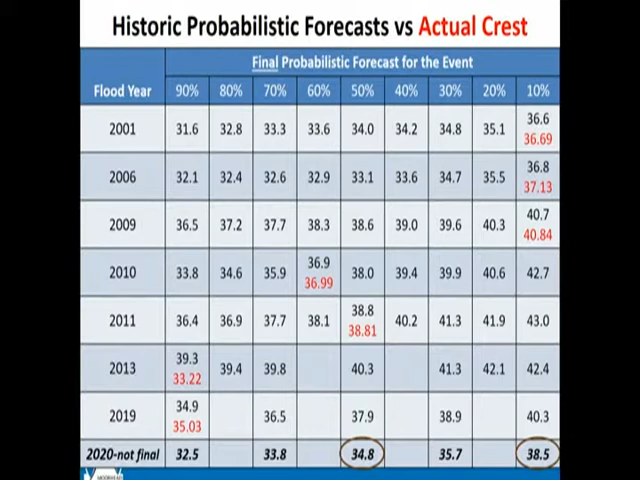 Historic Probabilistic Forecasts vs Actual Crest
Final Probabilistic Forecast for the Event
Flood Year 90% 80% 70% 60% 50% 40% 30% 20% 10%
2001 31.6 32.8 33.3 33.6 34.0 34.2 34.8 35.1 36.6
36.69
2006 32.1 32.4 32.6 32.9 33.1 33.6 34.7 35.5 36.8
37.13
2009 36.5 37.2 37.7 38.3 38.6 39.0 39.6 40.3 40.7
40.84
2010 33.8 34.6 35.9 36.9 38.0 39.4 39.9 40.6 42.7
36.99
2011 36.4 36.9 37.7 38.1 38.8 40.2 41.3 41.9 43.0
38.81
2013 39.3 39.4 39.8 40.3 41.3 42.1 42.4
33.22
2019 34.9 36.5 37.9 38.9 40.3
35.03
2020-not final 32.5 33.8 34.8 35.7 38.5
MOORHEAD